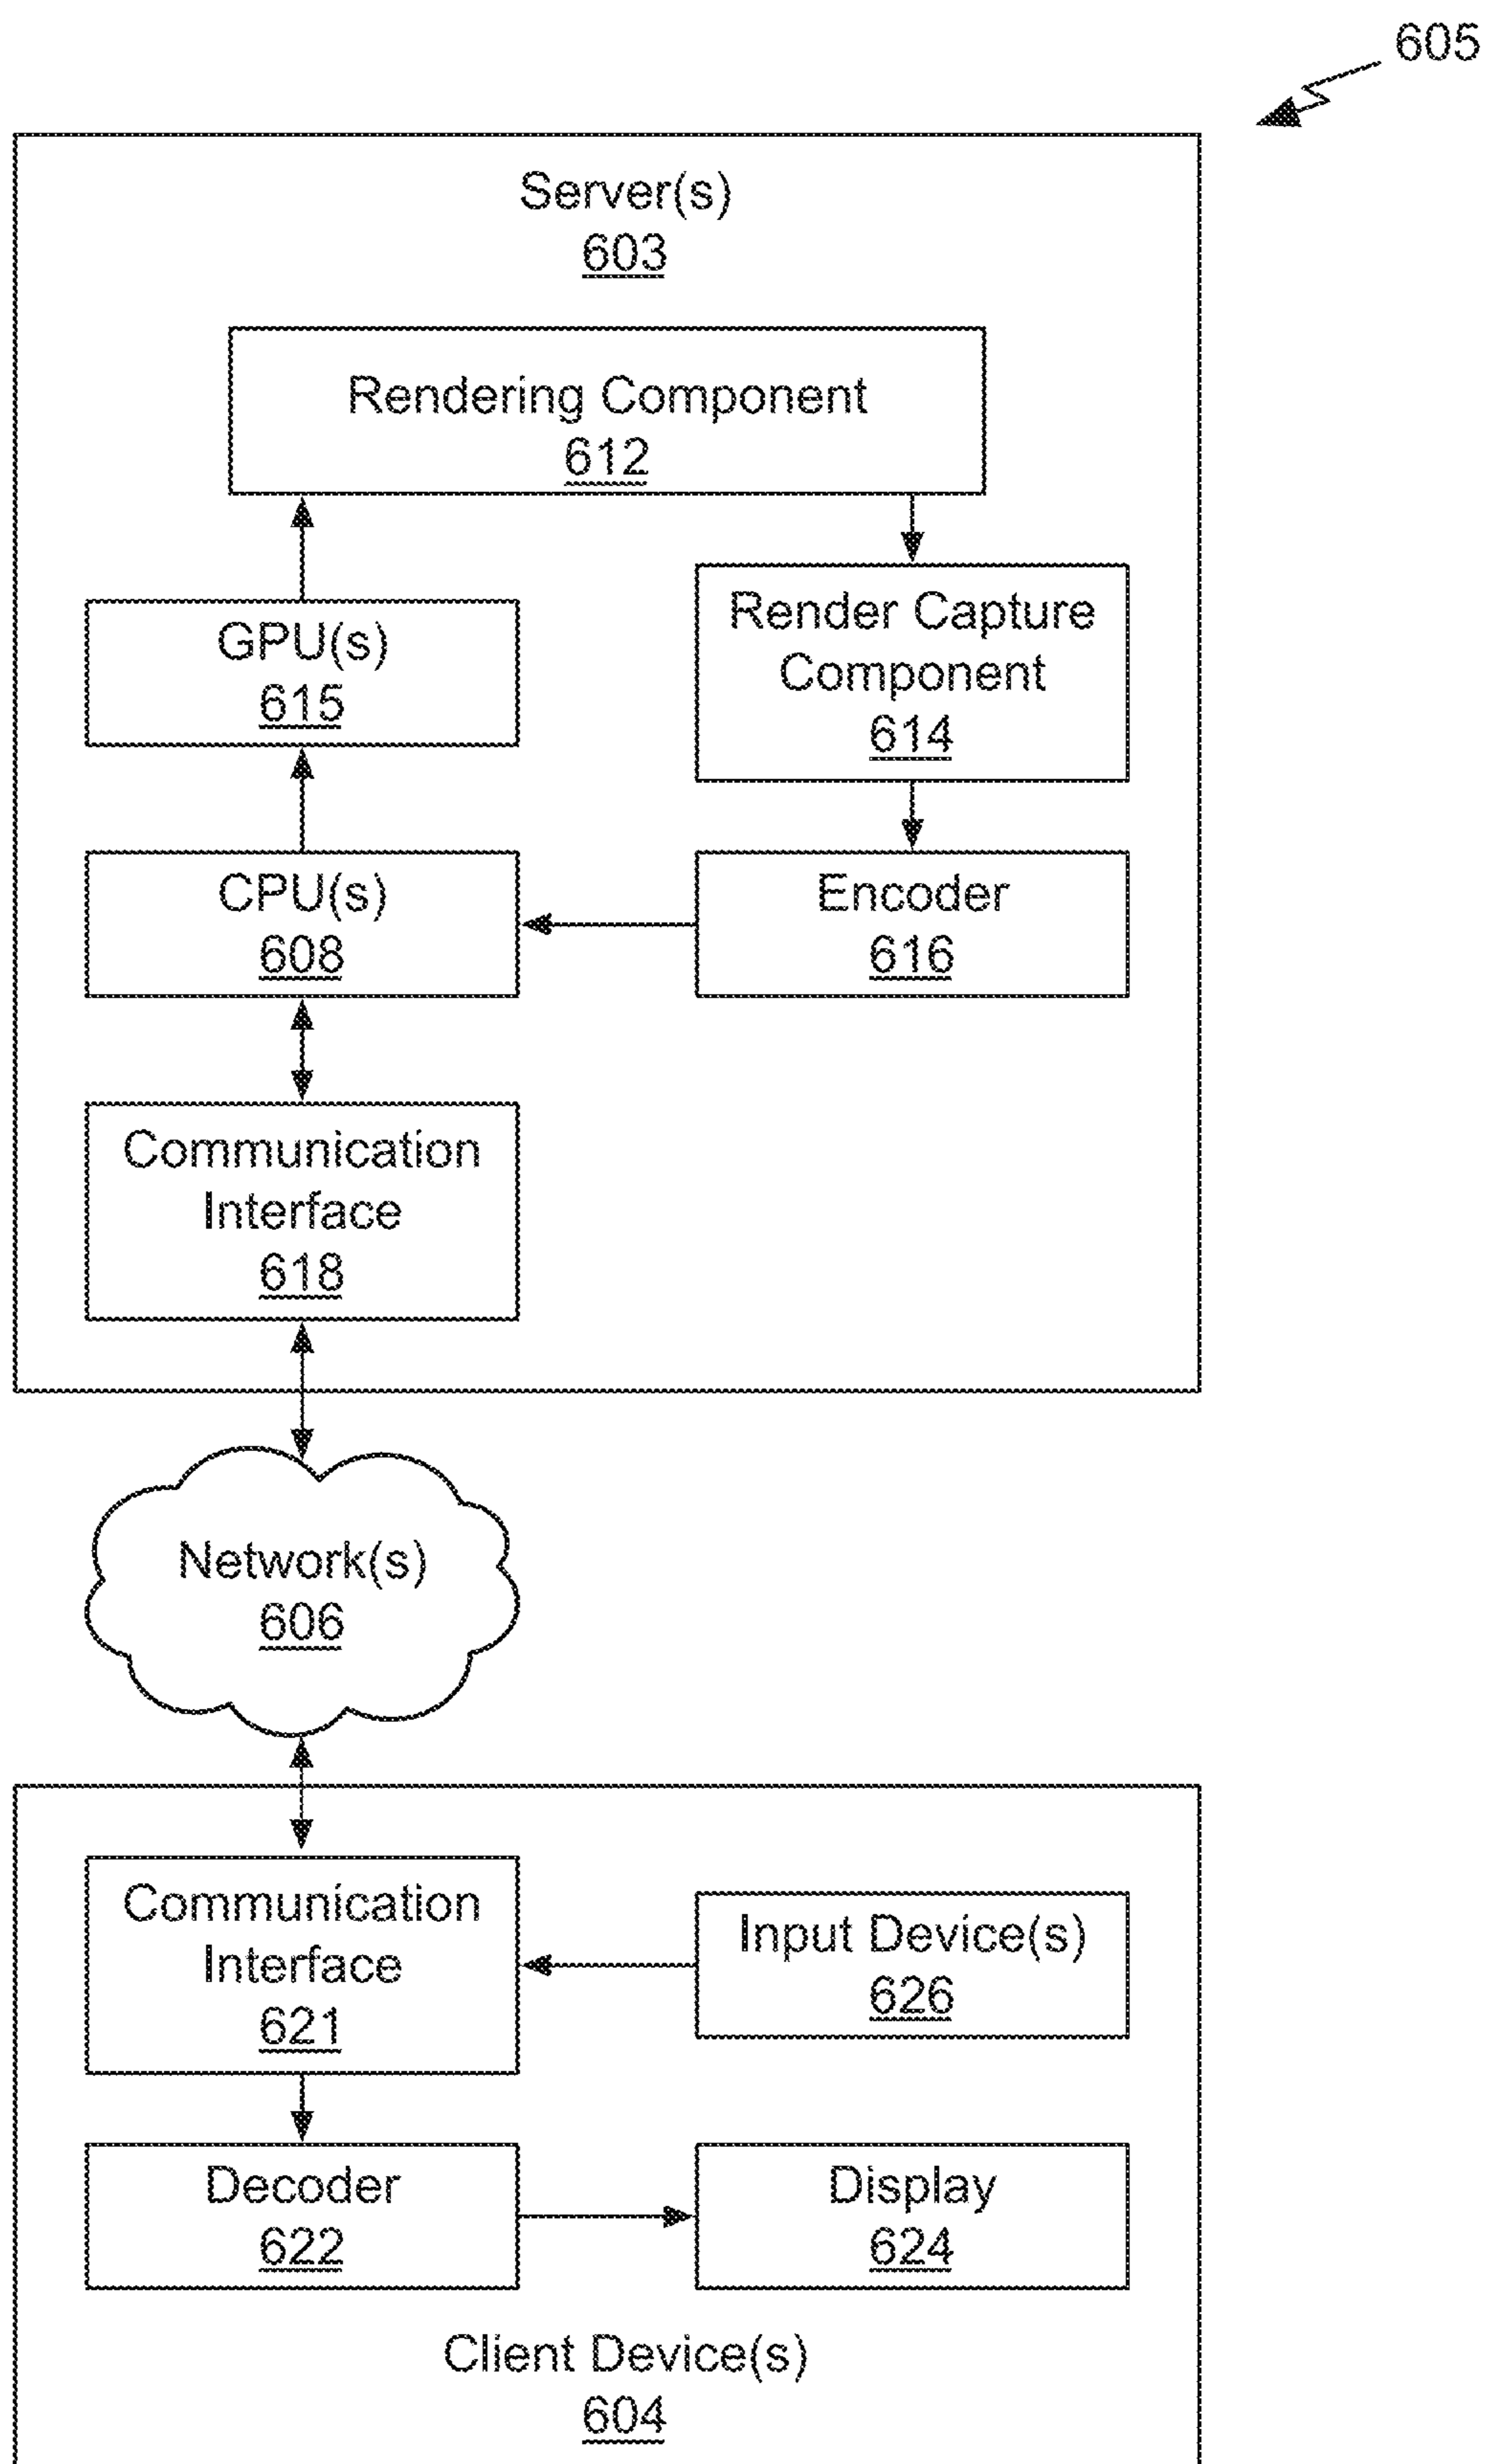 605
Server(s)
603
Rendering Component
612
GPU(s)
615
Render Capture
Component
614
CPU(s)
608
Encoder
616
Communication
Interface
618
Network(s)
606
Communication
Interface
621
Input Device(s)
626
Decoder
622
Display
624
Client Device(s)
604